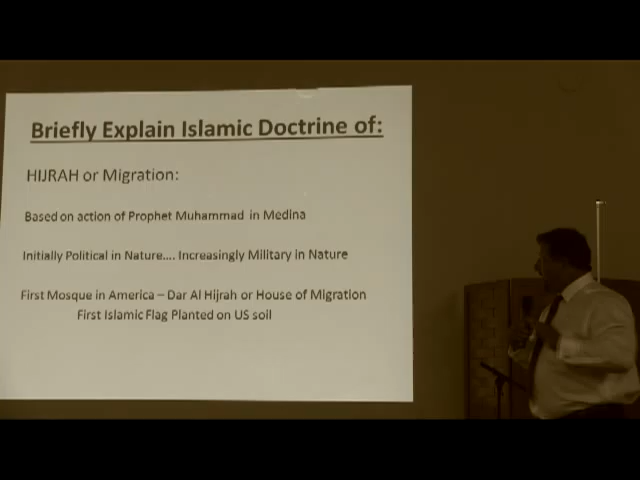 Briefly Explain Islamic Doctrine of:
HIJRAH or Migration:
Based on action of Prophet Muhammad in Medina
Initially Political in Nature.... Increasingly Military in Nature
First Mosque in America – Dar Al Hijrah or House of Migration
First Islamic Flag Planted on US soil